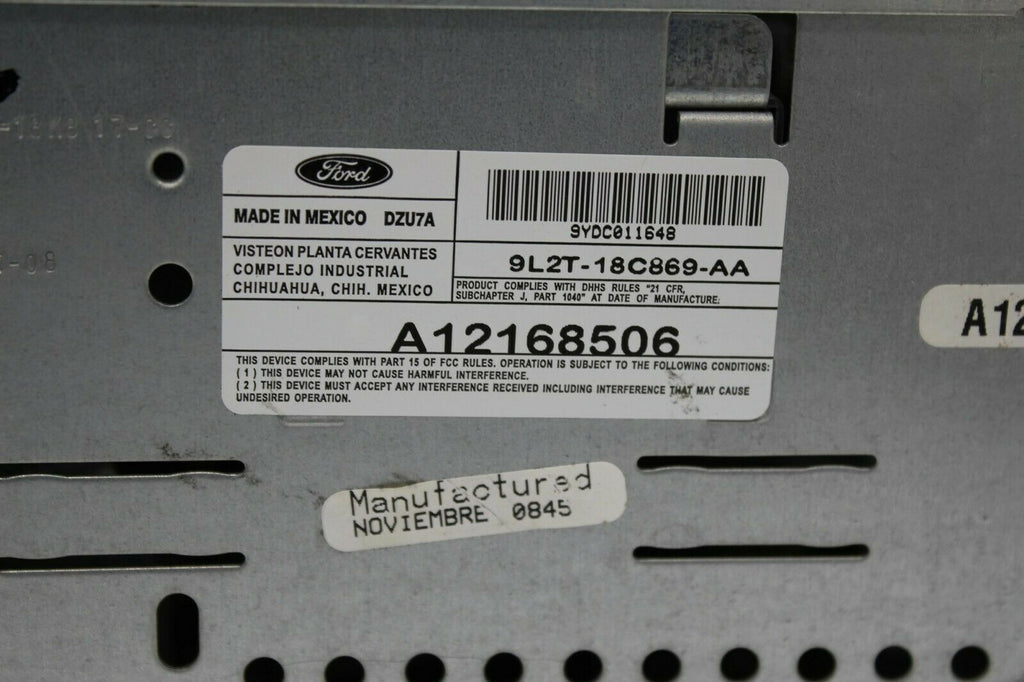 Ford
MADE IN MEXICO DZU7A
VISTEON PLANTA CERVANTES
COMPLEJO INDUSTRIAL
CHIHUAHUA, CHIH. MEXICO
9YDC011648
9L2T-18C869-AA
PRODUCT COMPLIES WITH DHHS RULES "21 CFR,
SUBCHAPTER J, PART 1040" AT DATE OF MANUFACTURE:
A12168506
THIS DEVICE COMPLIES WITH PART 15 OF FCC RULES. OPERATION IS SUBJECT TO THE FOLLOWING CONDITIONS:
( 1 ) THIS DEVICE MAY NOT CAUSE HARMFUL INTERFERENCE.
( 2 ) THIS DEVICE MUST ACCEPT ANY INTERFERENCE RECEIVED INCLUDING INTERFERENCE THAT MAY CAUSE
UNDESIRED OPERATION.
A12
Manufactured
NOVIEMBRE 0845